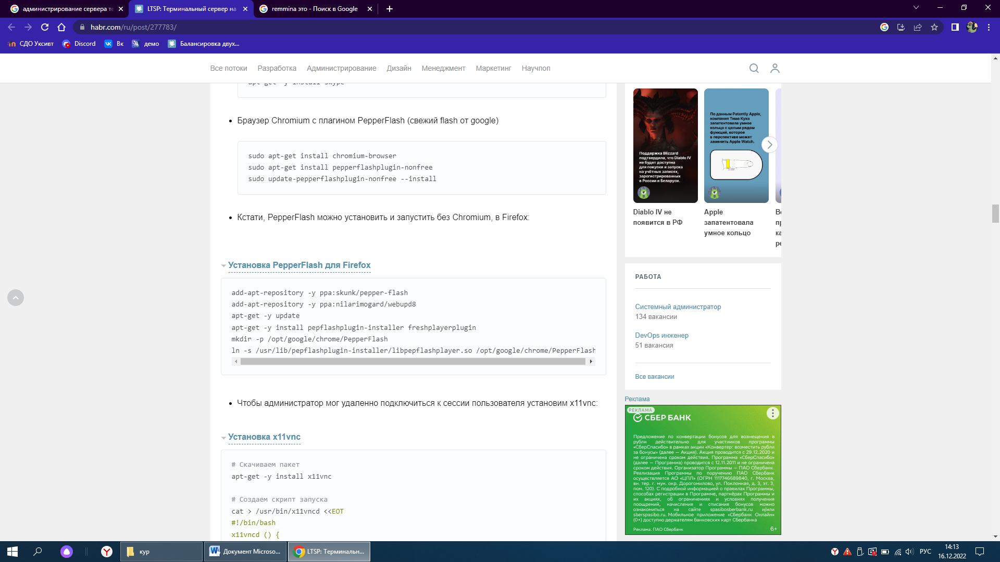 администрирование сервера те
LTSP: Терминальный сервер на
remmina это - Поиск в Google
habr.com/ru/post/277783/
СДО Уксивт
Discord
Вк
демо
Балансировка двух...
Все потоки
Разработка
Администрирование
Дизайн
Менеджмент
Маркетинг
Научпоп
apt-get -y install skype
Браузер Chromium с плагином PepperFlash (свежий flash от google)
sudo apt-get install chromium-browser
sudo apt-get install pepperflashplugin-nonfree
sudo update-pepperflashplugin-nonfree --install
Кстати, PepperFlash можно установить и запустить без Chromium, в Firefox:
Установка PepperFlash для Firefox
add-apt-repository -y ppa:skunk/pepper-flash
add-apt-repository -y ppa:nilarimogard/webupd8
apt-get -y update
apt-get -y install pepflashplugin-installer freshplayerplugin
mkdir -p /opt/google/chrome/PepperFlash
ln -s /usr/lib/pepflashplugin-installer/libpepflashplayer.so /opt/google/chrome/PepperFlash
Чтобы администратор мог удаленно подключиться к сессии пользователя установим x11vnc:
Установка x11vnc
# Скачиваем пакет
apt-get -y install x11vnc
# Создаем скрипт запуска
cat > /usr/bin/x11vncd <<EOT
#!/bin/bash
x11vncd () {
Поддержка Blizzard
подтвердила, что Diablo IV
не будет доступна
для покупки и запуска
на учётных записях,
зарегистрированных
в России и Беларуси.
По данным Patently Apple,
компания Тима Кука
запатентовала умное
кольцо с целым рядом
функций, которое
в перспективе может
заменить Apple Watch.
Diablo IV не
появится в РФ
Apple
запатентовала
умное кольцо
РАБОТА
Системный администратор
134 вакансии
DevOps инженер
51 вакансия
Все вакансии
Реклама
РЕКЛАМА
СБЕР БАНК
Предложение по конвертации бонусов для возмещения в
рубли действительно для участников программы
«СберСпасибо» в рамках акции «Конвертер: возместить рубли
за бонусы» (далее — Акция). Акция проводится с 29.12.2020 и
не ограничена сроком действия. Программа «СберСпасибо»
(далее — Программа) проводится с 12.11.2011 и не ограничена
сроком действия. Организатор Программы — ПАО Сбербанк.
Реализация Программы по поручению ПАО Сбербанк
осуществляется АО «ЦПЛ» (ОГРН 1117746689840, г. Москва,
вн. тер. г. мун. окр. Дорогомилово, ул. Поклонная, д. 3, эт. 3,
пом. 120). С подробной информацией о правилах Программы,
способах регистрации в Программе, партнёрах Программы и
их акциях, об ограничениях и условиях получения
поощрений, начисления и списания бонусов можно
ознакомиться на сайте spasibosberbank.ru и/или
sberspasibo.ru. Мобильное приложение «Сбербанк Онлайн»
(0+) доступно держателям банковских карт Сбербанка
Реклама. ПАО Сбербанк
6+
кур
Документ Microso...
LTSP: Терминальн...
РУС
14:13
16.12.2022